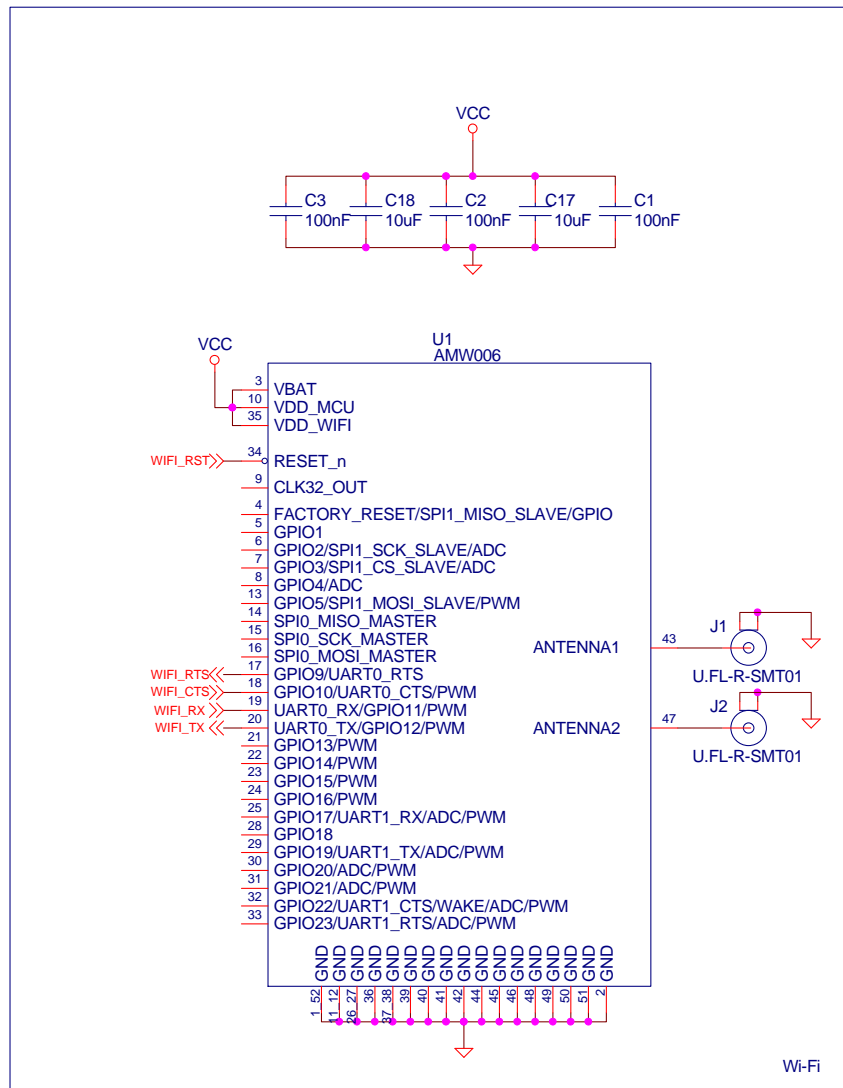 VCC
C3
100nF
C18
10uF
C2
100nF
C17
10uF
C1
100nF
U1
AMW006
VCC
3 VBAT
10 VDD_MCU
35 VDD_WIFI
WIFI_RST 34 RESET_n
9 CLK32_OUT
4 FACTORY_RESET/SPI1_MISO_SLAVE/GPIO
5 GPIO1
6 GPIO2/SPI1_SCK_SLAVE/ADC
7 GPIO3/SPI1_CS_SLAVE/ADC
8 GPIO4/ADC
13 GPIO5/SPI1_MOSI_SLAVE/PWM
14 SPI0_MISO_MASTER
15 SPI0_SCK_MASTER
16 SPI0_MOSI_MASTER
WIFI_RTS 17 GPIO9/UART0_RTS
WIFI_CTS 18 GPIO10/UART0_CTS/PWM
WIFI_RX 19 UART0_RX/GPIO11/PWM
WIFI_TX 20 UART0_TX/GPIO12/PWM
21 GPIO13/PWM
22 GPIO14/PWM
23 GPIO15/PWM
24 GPIO16/PWM
25 GPIO17/UART1_RX/ADC/PWM
28 GPIO18
29 GPIO19/UART1_TX/ADC/PWM
30 GPIO20/ADC/PWM
31 GPIO21/ADC/PWM
32 GPIO22/UART1_CTS/WAKE/ADC/PWM
33 GPIO23/UART1_RTS/ADC/PWM
ANTENNA1 43
J1
U.FL-R-SMT01
ANTENNA2 47
J2
U.FL-R-SMT01
GND GND GND GND GND GND GND GND GND GND GND GND GND GND GND GND GND
1_52 11_12 26_27 36 37_38 39 40 41 42 44 45 46 48 49 50 51 2
Wi-Fi